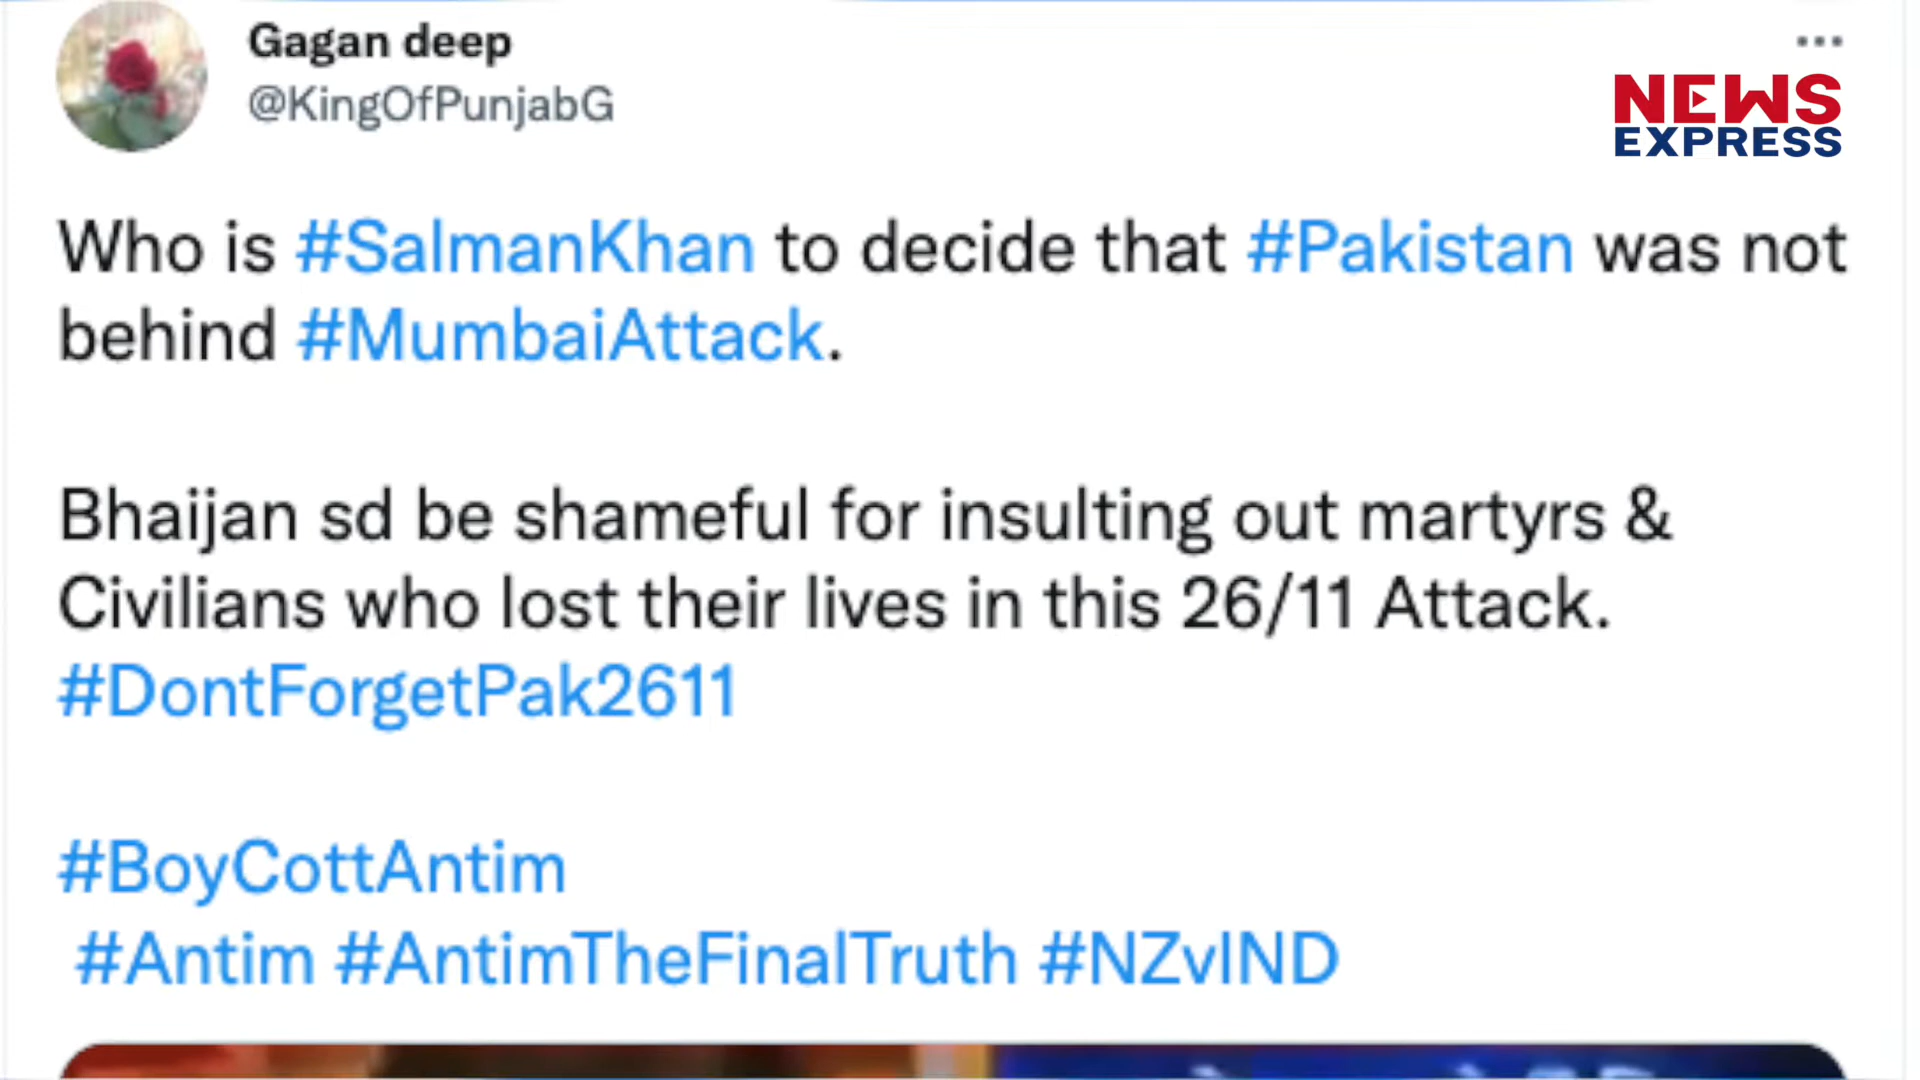 Gagan deep
@KingOfPunjabG
NEWS
EXPRESS
Who is #SalmanKhan to decide that #Pakistan was not
behind #MumbaiAttack.
Bhaijan sd be shameful for insulting out martyrs &
Civilians who lost their lives in this 26/11 Attack.
#DontForgetPak2611
#BoyCottAntim
#Antim #AntimTheFinalTruth #NZvIND